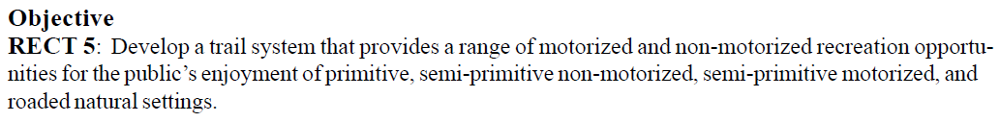 Objective
RECT 5:  Develop a trail system that provides a range of motorized and non-motorized recreation opportu-
nities for the public’s enjoyment of primitive, semi-primitive non-motorized, semi-primitive motorized, and
roaded natural settings.